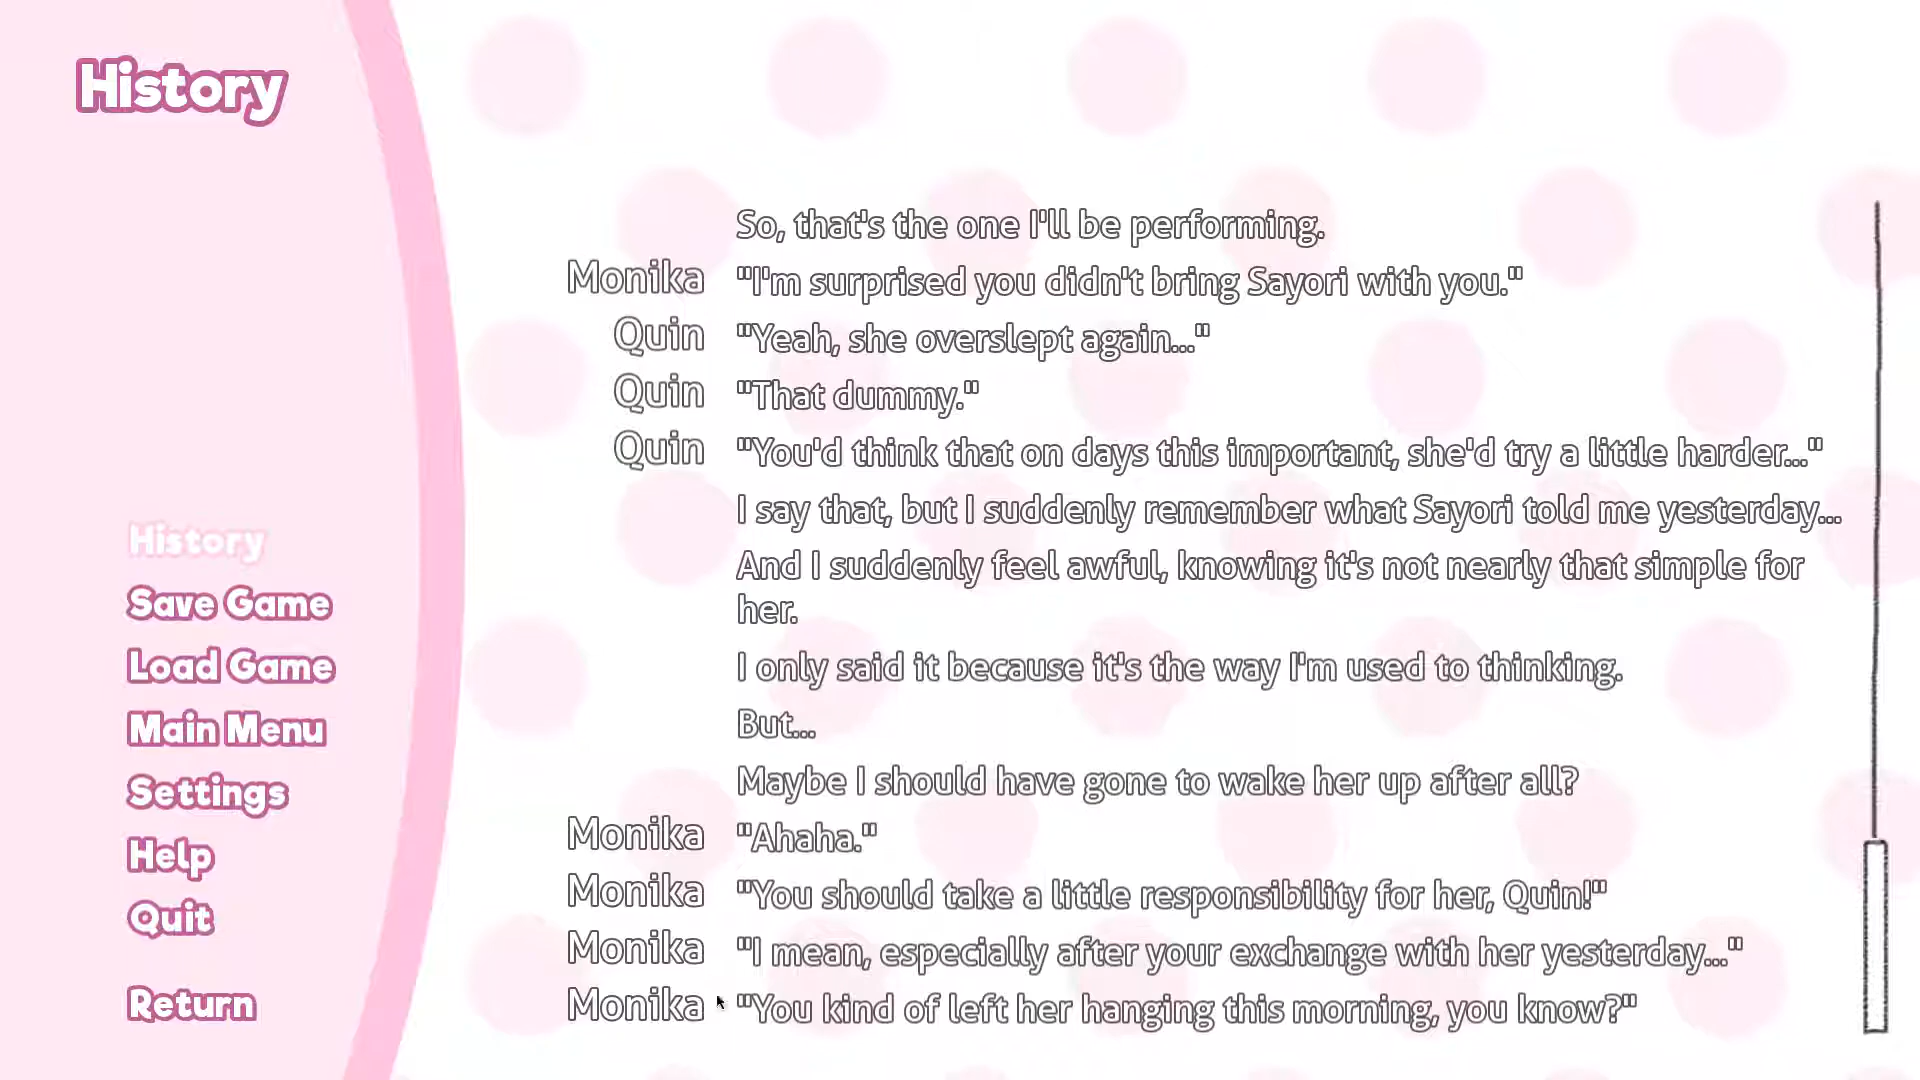 History
So, that's the one I'll be performing.
Monika "I'm surprised you didn't bring Sayori with you."
Quin "Yeah, she overslept again..."
Quin "That dummy."
Quin "You'd think that on days this important, she'd try a little harder..."
I say that, but I suddenly remember what Sayori told me yesterday...
And I suddenly feel awful, knowing it's not nearly that simple for
her.
I only said it because it's the way I'm used to thinking.
But...
Maybe I should have gone to wake her up after all?
Monika "Ahaha."
Monika "You should take a little responsibility for her, Quin!"
Monika "I mean, especially after your exchange with her yesterday..."
Monika "You kind of left her hanging this morning, you know?"
History
Save Game
Load Game
Main Menu
Settings
Help
Quit
Return